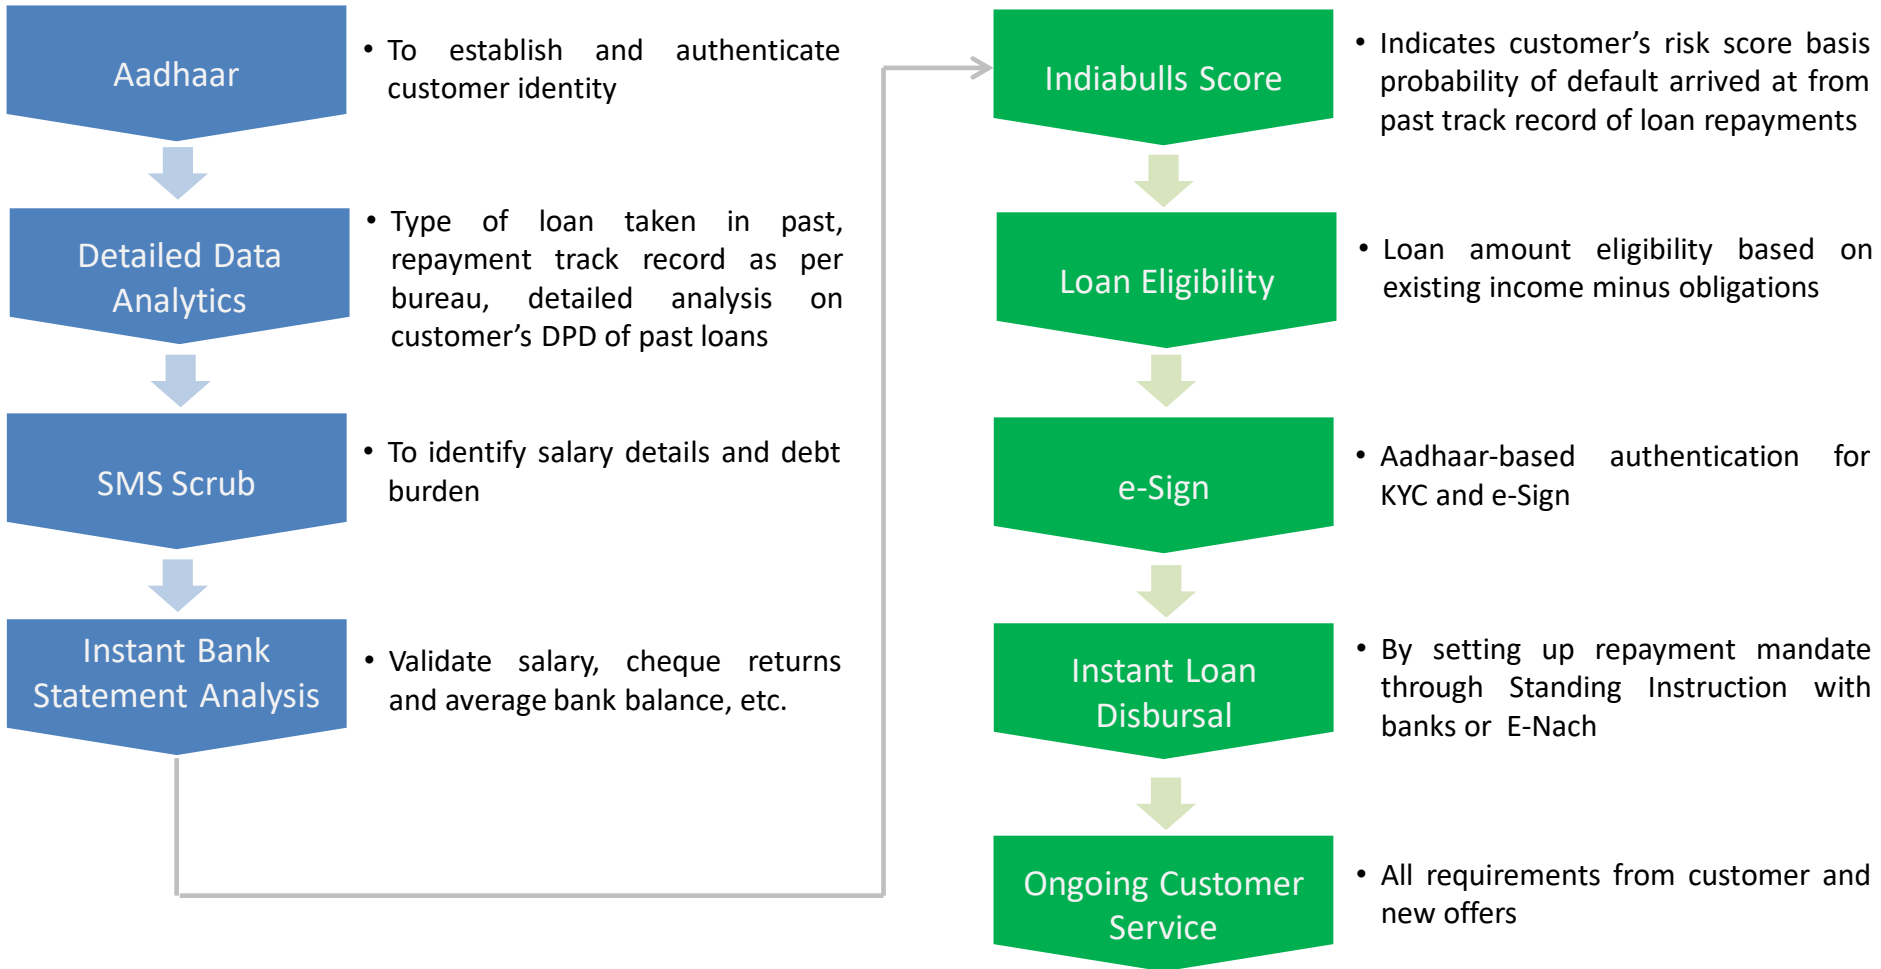 Aadhaar
• To establish and authenticate
customer identity
Detailed Data
Analytics
• Type of loan taken in past,
repayment track record as per
bureau, detailed analysis on
customer’s DPD of past loans
SMS Scrub
• To identify salary details and debt
burden
Instant Bank
Statement Analysis
• Validate salary, cheque returns
and average bank balance, etc.
Indiabulls Score
• Indicates customer’s risk score basis
probability of default arrived at from
past track record of loan repayments
Loan Eligibility
• Loan amount eligibility based on
existing income minus obligations
e-Sign
• Aadhaar-based authentication for
KYC and e-Sign
Instant Loan
Disbursal
• By setting up repayment mandate
through Standing Instruction with
banks or E-Nach
Ongoing Customer
Service
• All requirements from customer and
new offers